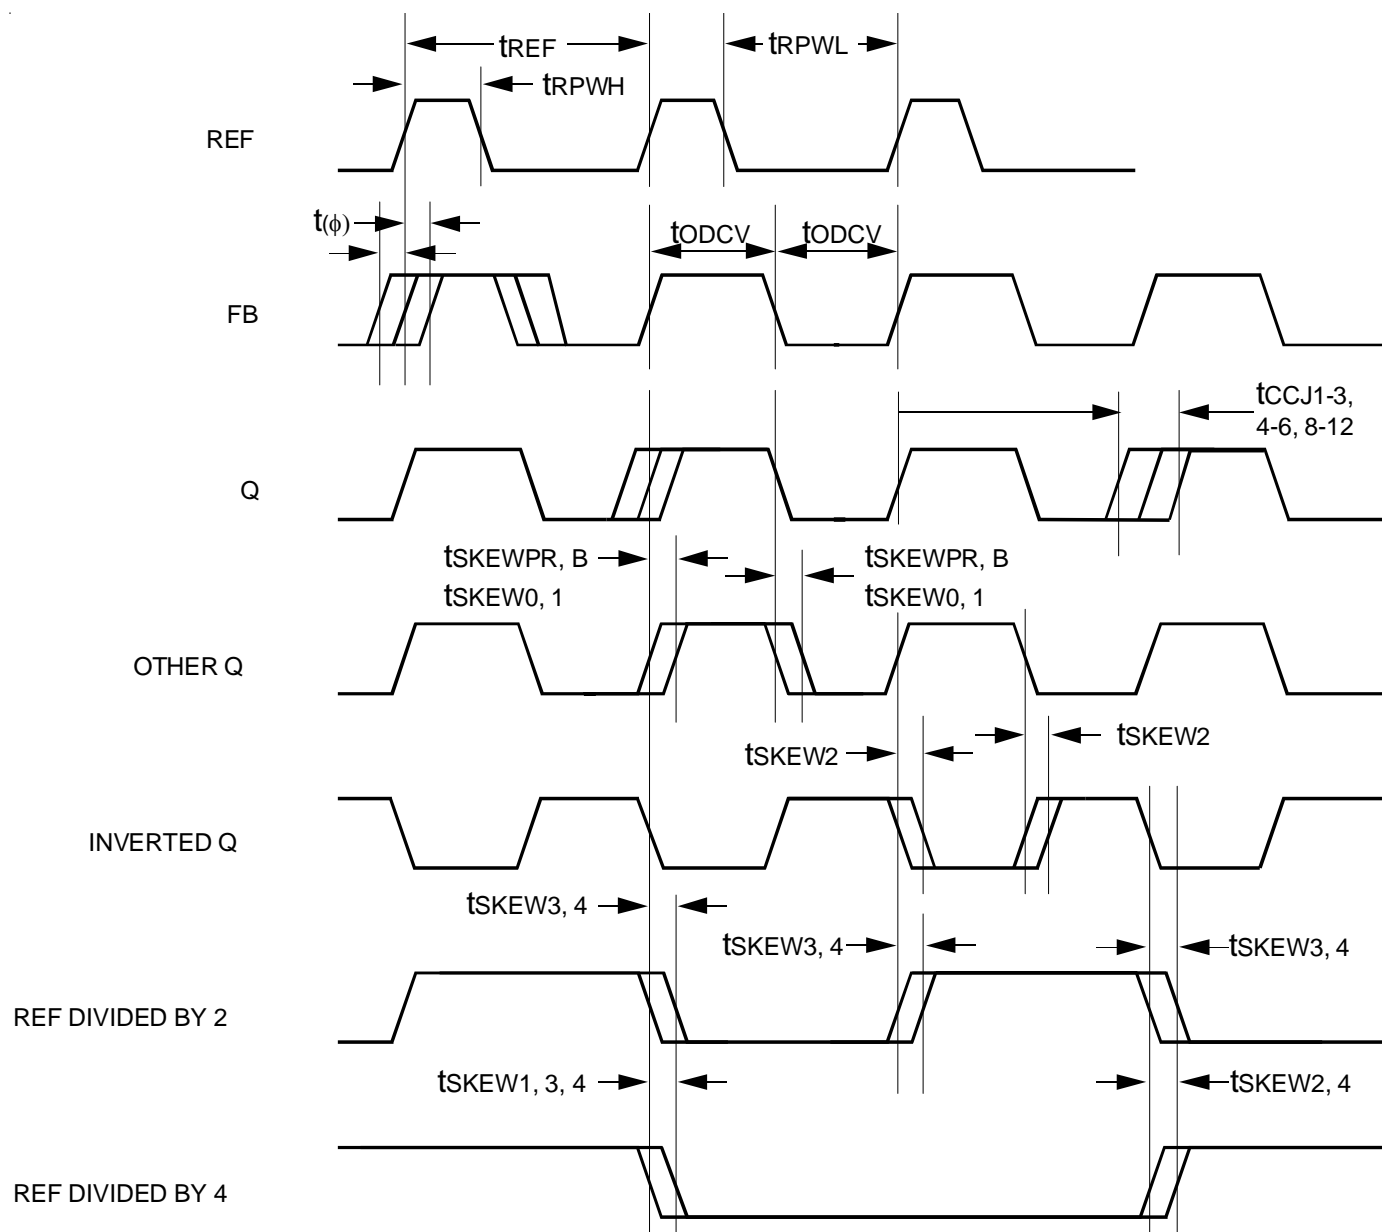 tREF
tRPWL
tRPWH
REF
t(ϕ)
tODCV
tODCV
FB
tCCJ1-3,
4-6, 8-12
Q
tSKEWPR, B
tSKEW0, 1
tSKEWPR, B
tSKEW0, 1
OTHER Q
tSKEW2
tSKEW2
INVERTED Q
tSKEW3, 4
tSKEW3, 4
tSKEW3, 4
REF DIVIDED BY 2
tSKEW1, 3, 4
tSKEW2, 4
REF DIVIDED BY 4